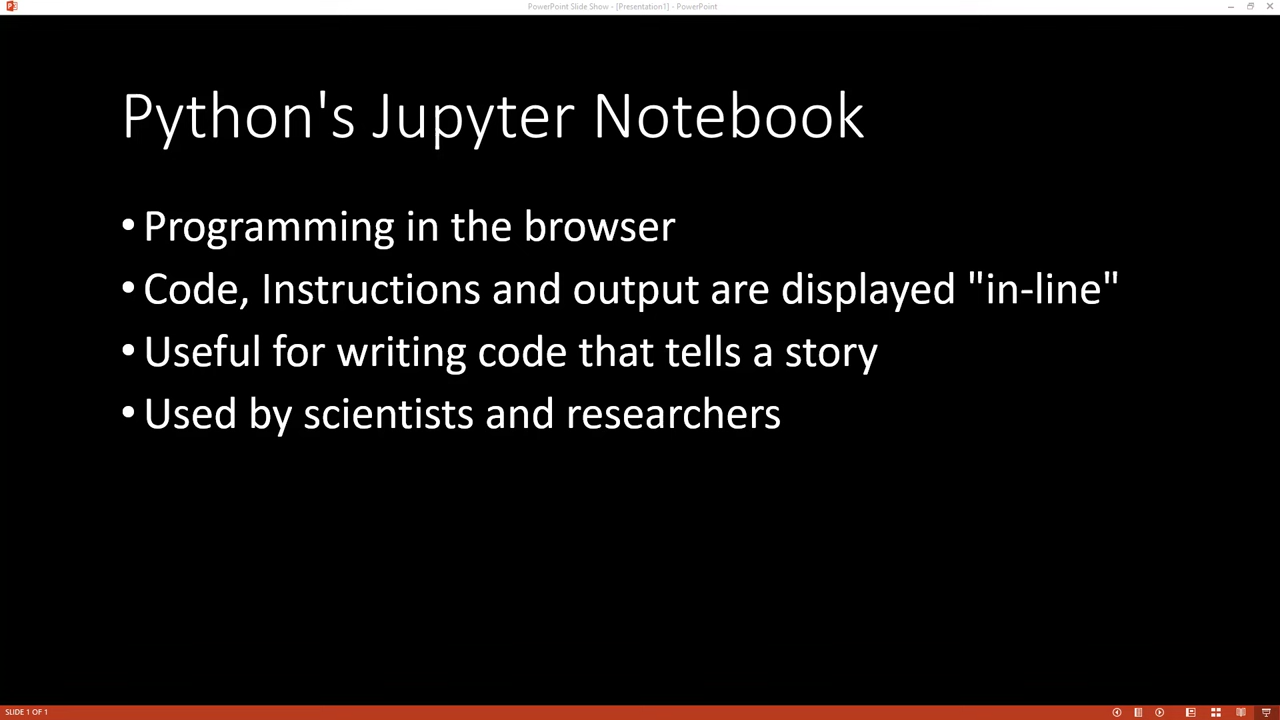 PowerPoint Slide Show - [Presentation1] - PowerPoint
Python's Jupyter Notebook
• Programming in the browser
• Code, Instructions and output are displayed "in-line"
• Useful for writing code that tells a story
• Used by scientists and researchers
SLIDE 1 OF 1